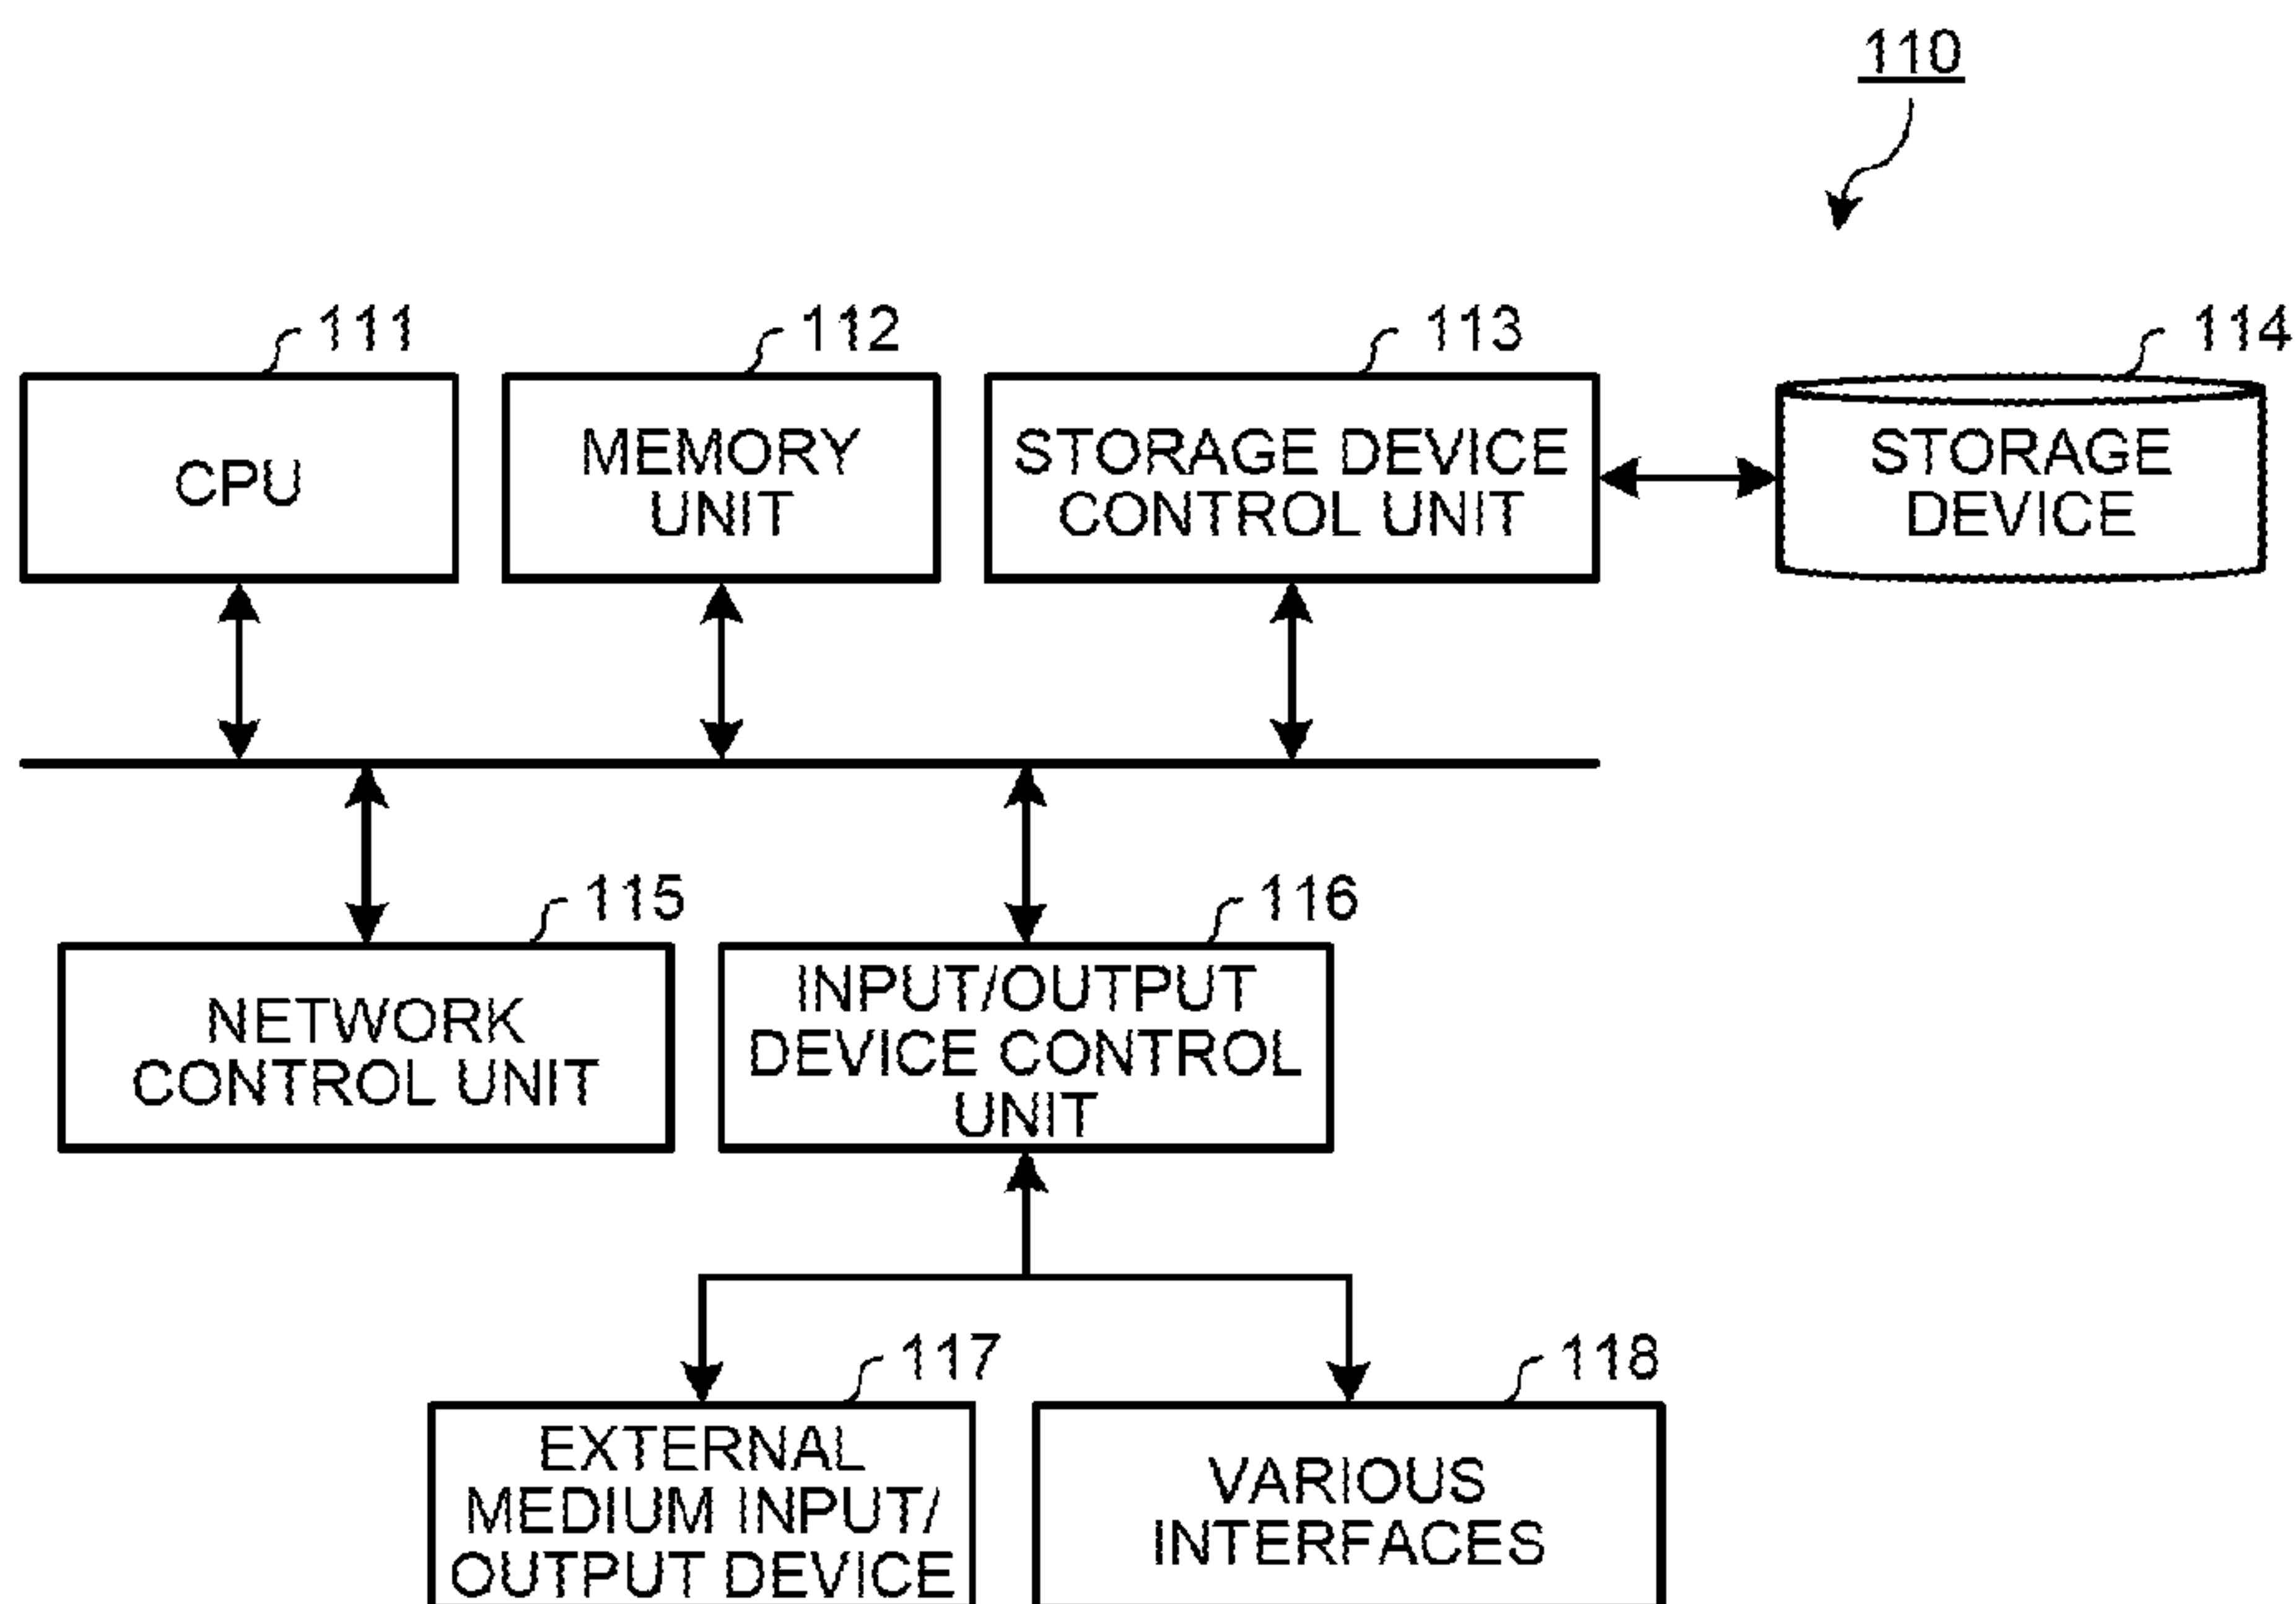 110
111
112
113
114
CPU
MEMORY
UNIT
STORAGE DEVICE
CONTROL UNIT
STORAGE
DEVICE
115
116
NETWORK
CONTROL UNIT
INPUT/OUTPUT
DEVICE CONTROL
UNIT
117
118
EXTERNAL
MEDIUM INPUT/
OUTPUT DEVICE
VARIOUS
INTERFACES